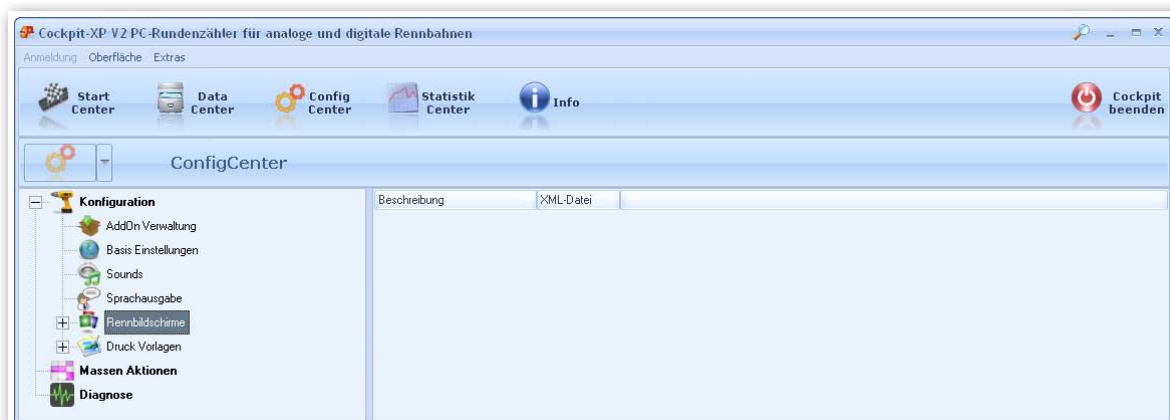 Cockpit-XP V2 PC-Rundenzähler für analoge und digitale Rennbahnen
Anmeldung Oberfläche Extras
Start Center
Data Center
Config Center
Statistik Center
Info
Cockpit beenden
ConfigCenter
Konfiguration
AddOn Verwaltung
Basis Einstellungen
Sounds
Sprachausgabe
Rennbildschirme
Druck Vorlagen
Massen Aktionen
Diagnose
Beschreibung XML-Datei